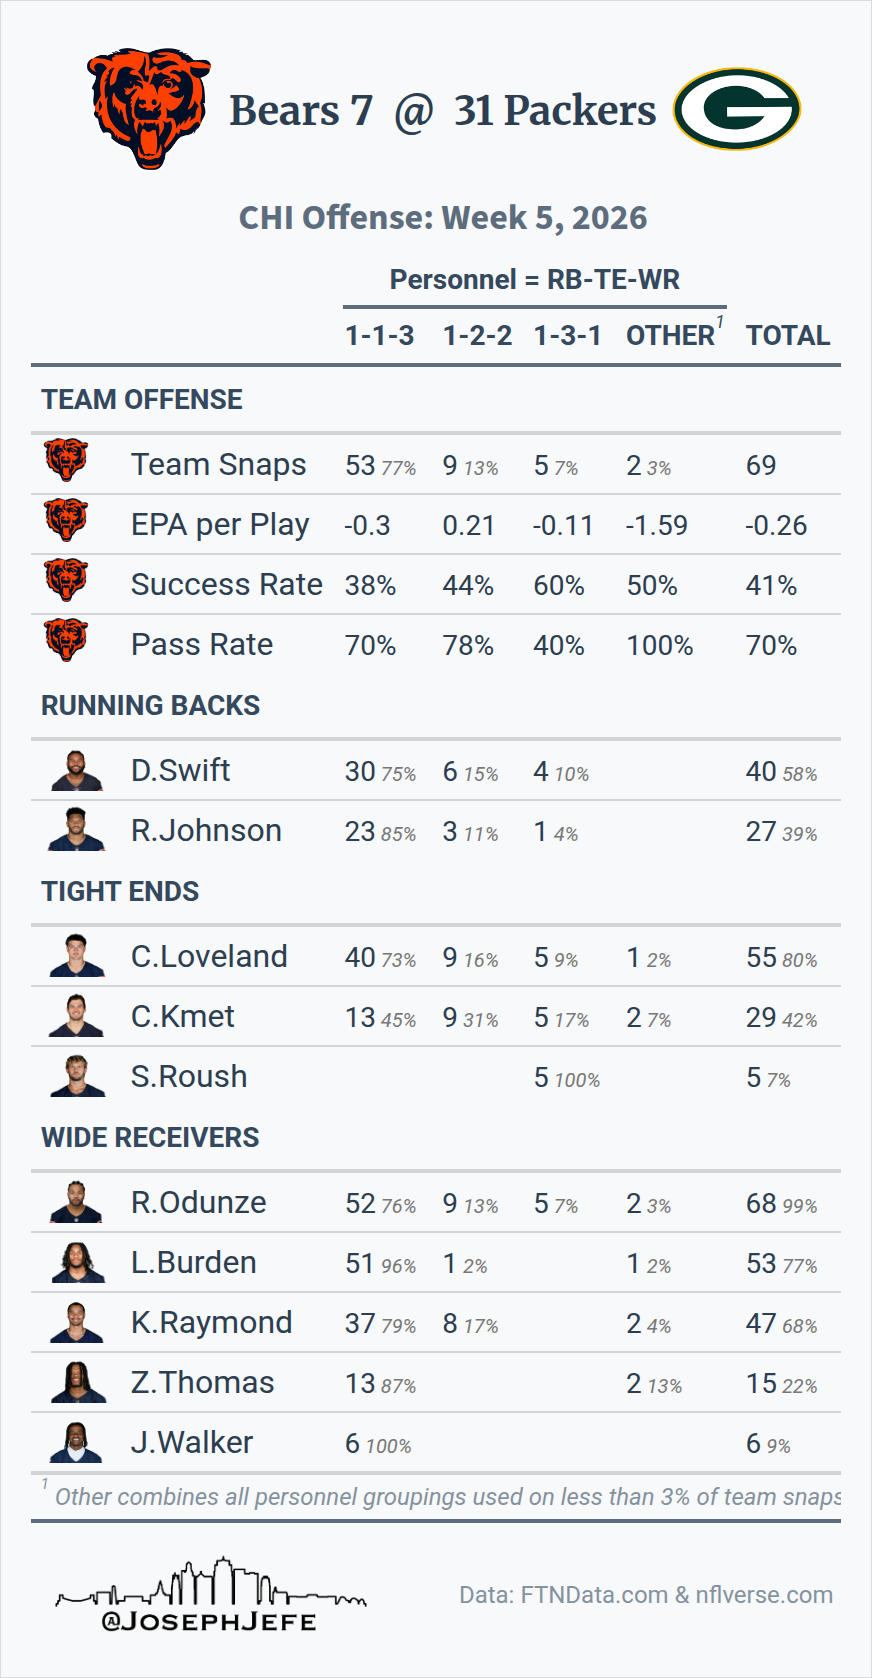 Bears 7 @ 31 Packers
CHI Offense: Week 5, 2026
Personnel = RB-TE-WR
1-1-3 1-2-2 1-3-1 OTHER1 TOTAL
TEAM OFFENSE
Team Snaps 53 77% 9 13% 5 7% 2 3% 69
EPA per Play -0.3 0.21 -0.11 -1.59 -0.26
Success Rate 38% 44% 60% 50% 41%
Pass Rate 70% 78% 40% 100% 70%
RUNNING BACKS
D.Swift 30 75% 6 15% 4 10% 40 58%
R.Johnson 23 85% 3 11% 1 4% 27 39%
TIGHT ENDS
C.Loveland 40 73% 9 16% 5 9% 1 2% 55 80%
C.Kmet 13 45% 9 31% 5 17% 2 7% 29 42%
S.Roush 5 100% 5 7%
WIDE RECEIVERS
R.Odunze 52 76% 9 13% 5 7% 2 3% 68 99%
L.Burden 51 96% 1 2% 1 2% 53 77%
K.Raymond 37 79% 8 17% 2 4% 47 68%
Z.Thomas 13 87% 2 13% 15 22%
J.Walker 6 100% 6 9%
1 Other combines all personnel groupings used on less than 3% of team snaps
@JOSEPHJEFE
Data: FTNData.com & nflverse.com